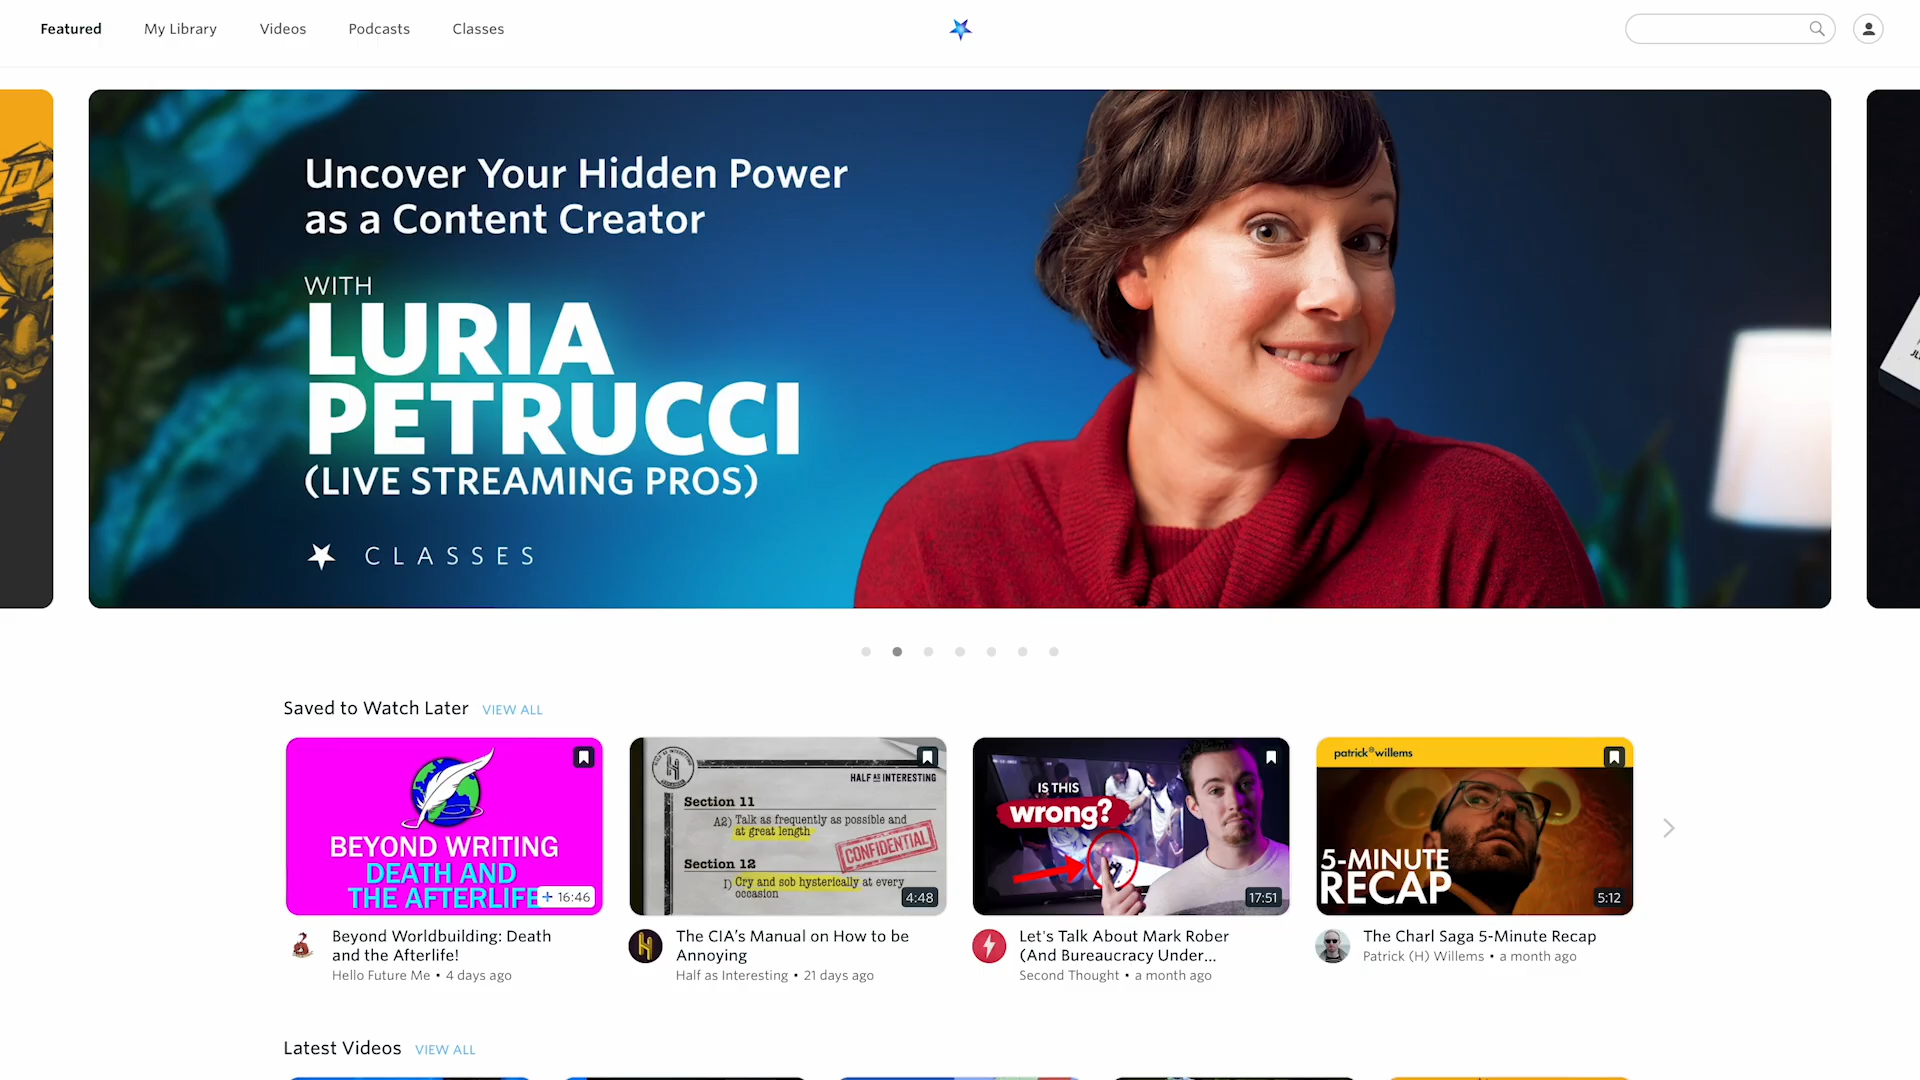 Featured
My Library
Videos
Podcasts
Classes
Uncover Your Hidden Power
as a Content Creator
WITH
LURIA
PETRUCCI
(LIVE STREAMING PROS)
CLASSES
Saved to Watch Later
VIEW ALL
BEYOND WRITING
DEATH AND
THE AFTERLIFE
+ 16:46
Beyond Worldbuilding: Death
and the Afterlife!
Hello Future Me • 4 days ago
HALF AS INTERESTING
Section 11
A2) Talk as frequently as possible and
at great length
CONFIDENTIAL
Section 12
I) Cry and sob hysterically at every
occasion
4:48
The CIA’s Manual on How to be
Annoying
Half as Interesting • 21 days ago
IS THIS
wrong?
17:51
Let's Talk About Mark Rober
(And Bureaucracy Under...
Second Thought • a month ago
patrick(H)willems
5-MINUTE
RECAP
5:12
The Charl Saga 5-Minute Recap
Patrick (H) Willems • a month ago
Latest Videos
VIEW ALL